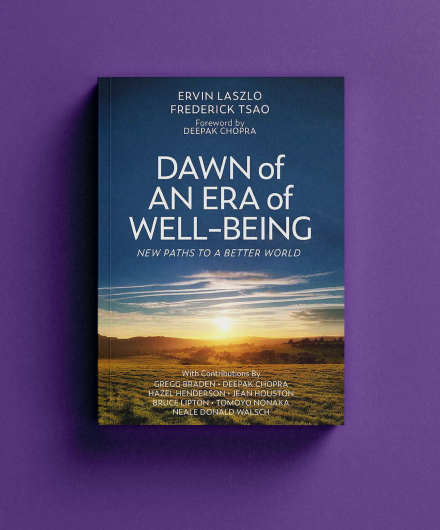 ERVIN LASZLO
FREDERICK TSAO
Foreword by
DEEPAK CHOPRA
DAWN of
AN ERA of
WELL-BEING
NEW PATHS TO A BETTER WORLD
With Contributions By
GREGG BRADEN • DEEPAK CHOPRA
HAZEL HENDERSON • JEAN HOUSTON
BRUCE LIPTON • TOMOYO NONAKA
NEALE DONALD WALSCH